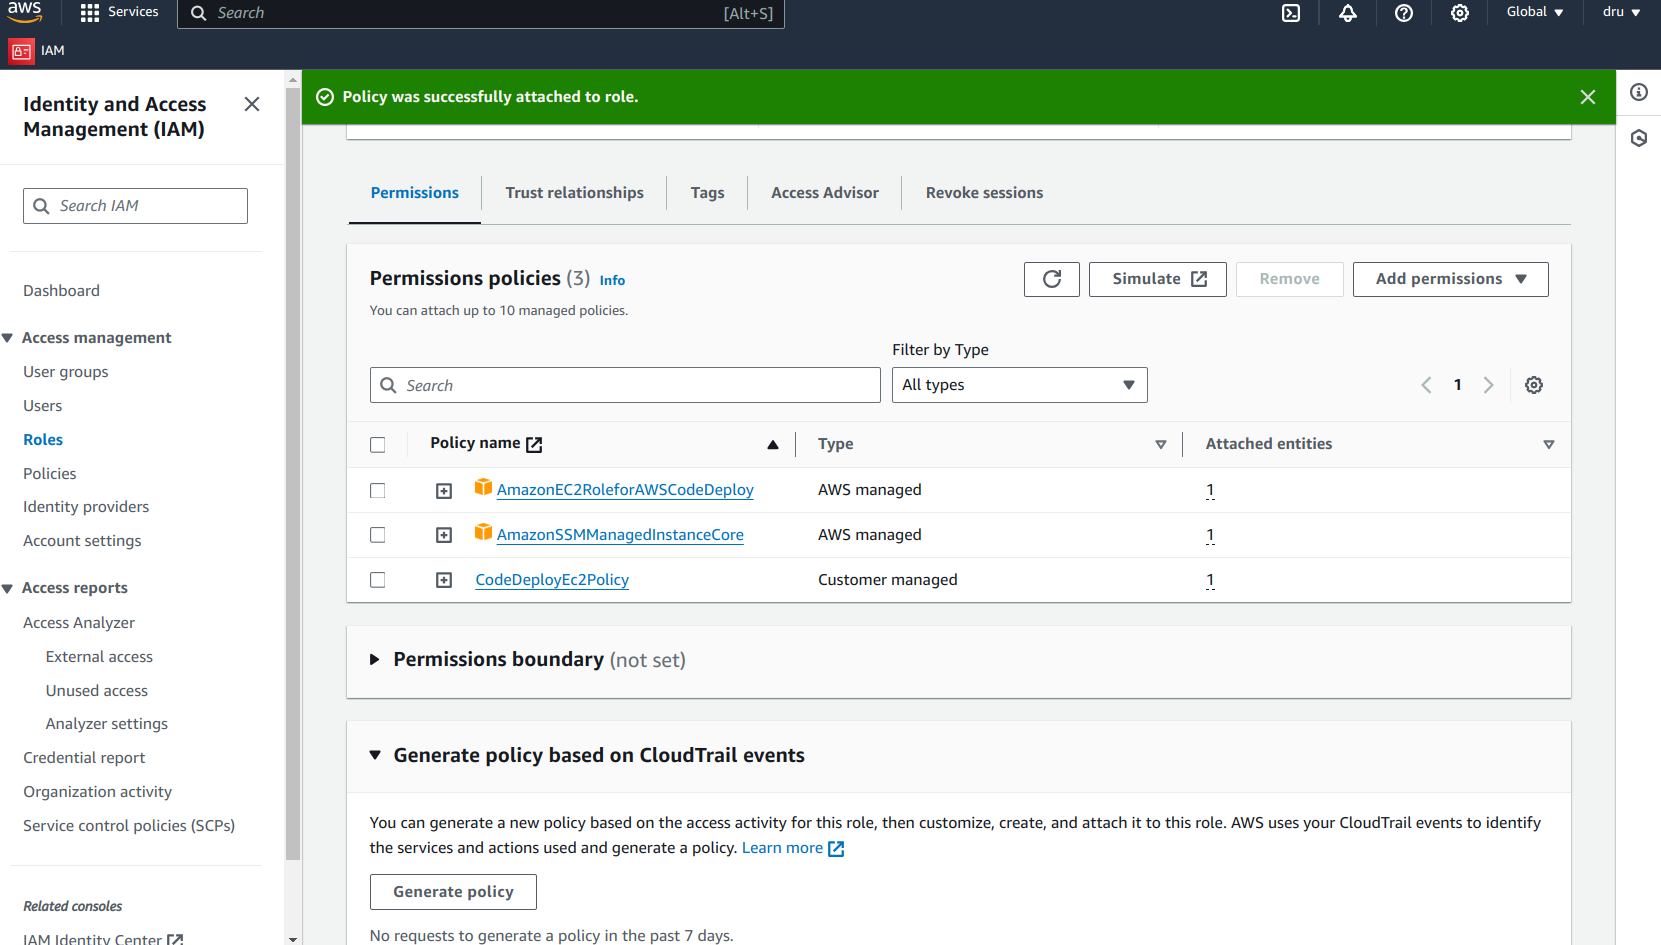 aws
Services
Search
[Alt+S]
Global
dru
IAM
Identity and Access
Management (IAM)
Search IAM
Dashboard
Access management
User groups
Users
Roles
Policies
Identity providers
Account settings
Access reports
Access Analyzer
External access
Unused access
Analyzer settings
Credential report
Organization activity
Service control policies (SCPs)
Related consoles
IAM Identity Center
Policy was successfully attached to role.
Permissions
Trust relationships
Tags
Access Advisor
Revoke sessions
Permissions policies (3) Info
You can attach up to 10 managed policies.
Simulate
Remove
Add permissions
Filter by Type
Search
All types
1
Policy name
Type
Attached entities
AmazonEC2RoleforAWSCodeDeploy
AWS managed
1
AmazonSSMManagedInstanceCore
AWS managed
1
CodeDeployEc2Policy
Customer managed
1
Permissions boundary (not set)
Generate policy based on CloudTrail events
You can generate a new policy based on the access activity for this role, then customize, create, and attach it to this role. AWS uses your CloudTrail events to identify
the services and actions used and generate a policy. Learn more
Generate policy
No requests to generate a policy in the past 7 days.